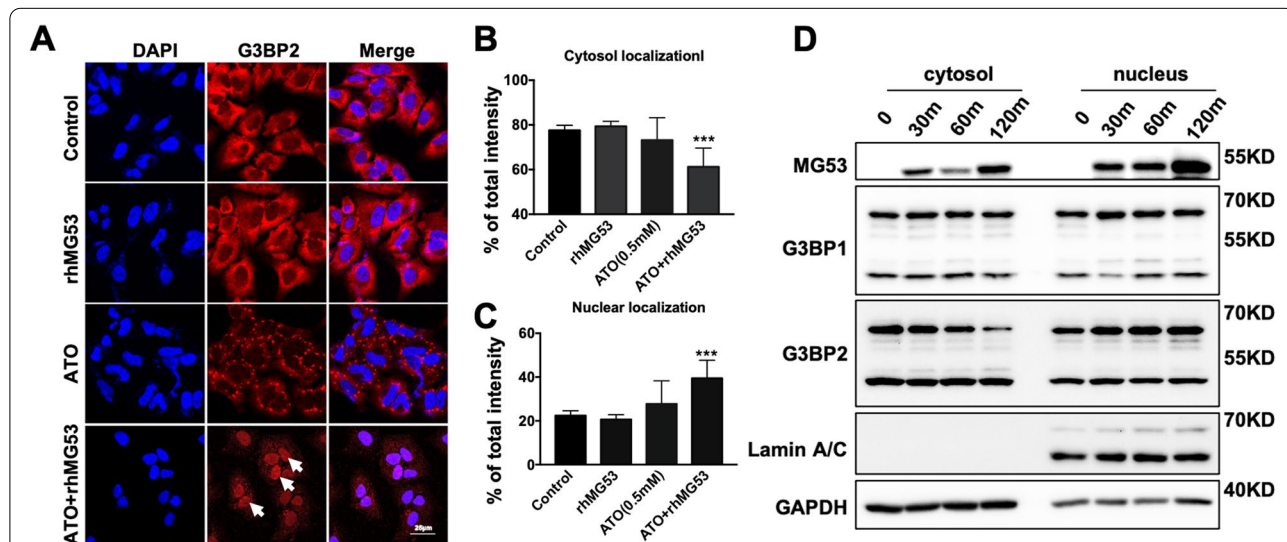 A
DAPI G3BP2 Merge
Control
rhMG53
ATO
ATO+rhMG53
25μm
B
Cytosol localizationl
% of total intensity
100
80
60
40
***
Control
rhMG53
ATO(0.5mM)
ATO+rhMG53
C
Nuclear localization
% of total intensity
60
40
20
0
***
Control
rhMG53
ATO(0.5mM)
ATO+rhMG53
D
cytosol nucleus
0 30m 60m 120m 0 30m 60m 120m
MG53 55KD
70KD
G3BP1 55KD
70KD
G3BP2 55KD
70KD
Lamin A/C
40KD
GAPDH